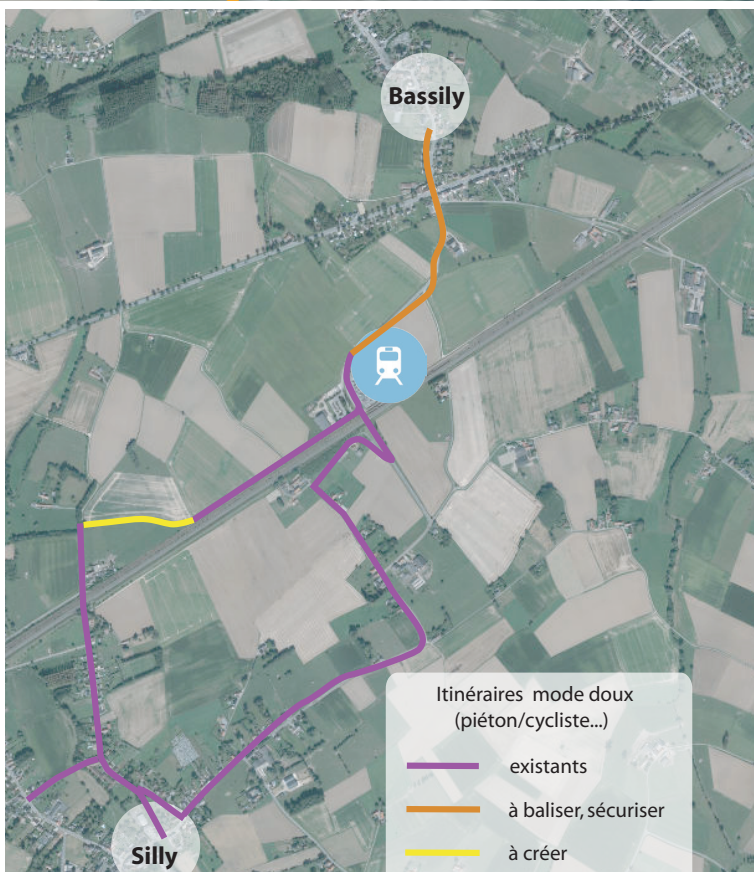 Bassily
Silly
Itinéraires mode doux
(piéton/cycliste...)
existants
à baliser, sécuriser
à créer